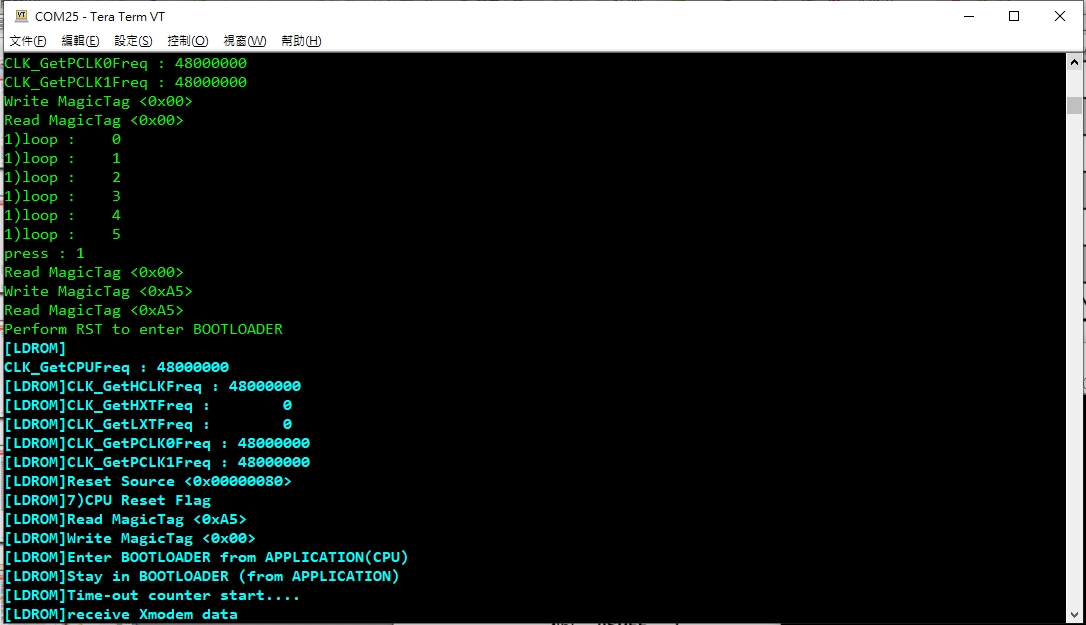 COM25 - Tera Term VT
文件(F) 編輯(E) 設定(S) 控制(O) 視窗(W) 幫助(H)
CLK_GetPCLK0Freq : 48000000
CLK_GetPCLK1Freq : 48000000
Write MagicTag <0x00>
Read MagicTag <0x00>
1)loop :    0
1)loop :    1
1)loop :    2
1)loop :    3
1)loop :    4
1)loop :    5
press : 1
Read MagicTag <0x00>
Write MagicTag <0xA5>
Read MagicTag <0xA5>
Perform RST to enter BOOTLOADER
[LDROM]
CLK_GetCPUFreq : 48000000
[LDROM]CLK_GetHCLKFreq : 48000000
[LDROM]CLK_GetHXTFreq :        0
[LDROM]CLK_GetLXTFreq :        0
[LDROM]CLK_GetPCLK0Freq : 48000000
[LDROM]CLK_GetPCLK1Freq : 48000000
[LDROM]Reset Source <0x00000080>
[LDROM]7)CPU Reset Flag
[LDROM]Read MagicTag <0xA5>
[LDROM]Write MagicTag <0x00>
[LDROM]Enter BOOTLOADER from APPLICATION(CPU)
[LDROM]Stay in BOOTLOADER (from APPLICATION)
[LDROM]Time-out counter start....
[LDROM]receive Xmodem data